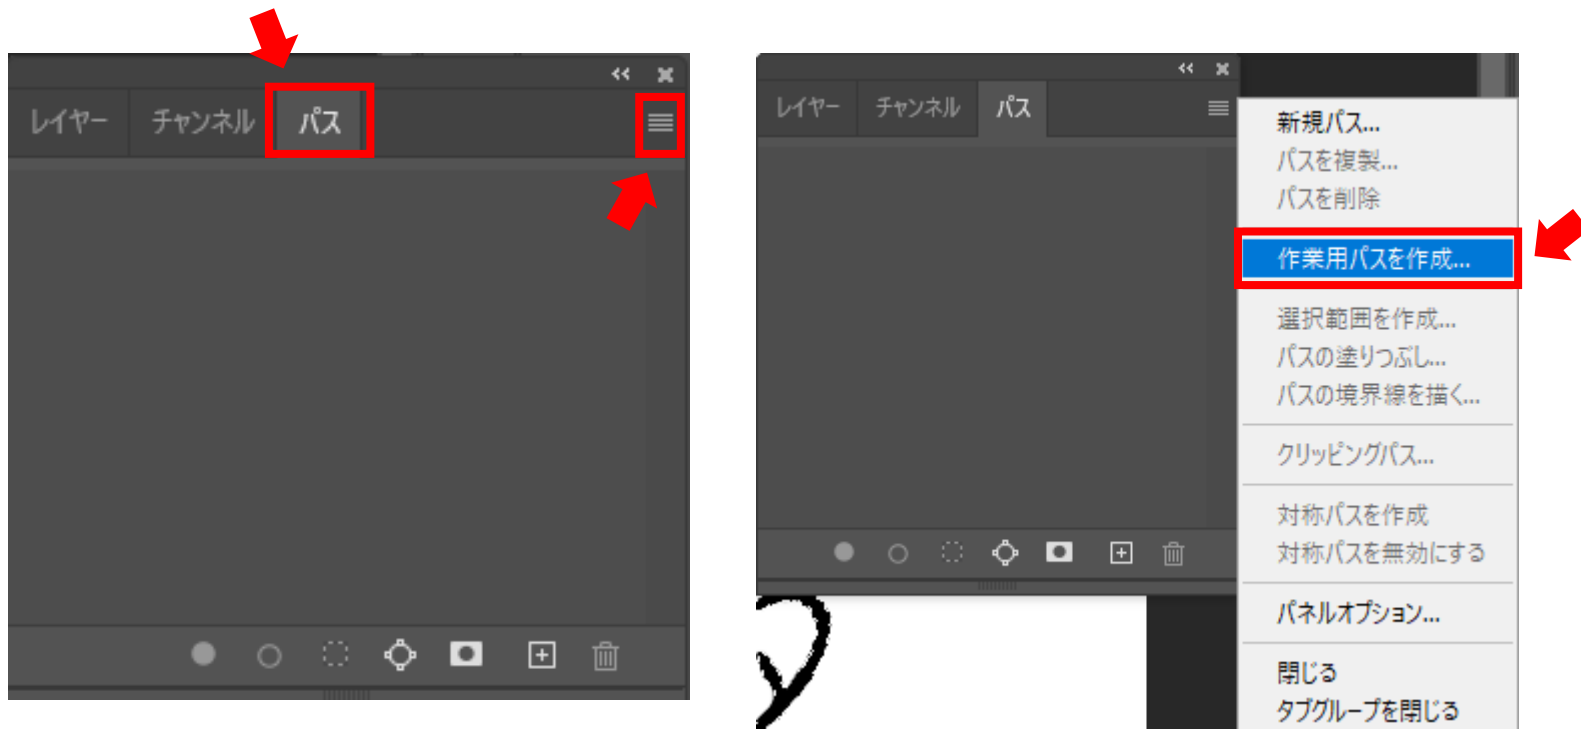 レイヤー
チャンネル
パス
レイヤー
チャンネル
パス
新規パス...
パスを複製...
パスを削除
作業用パスを作成...
選択範囲を作成...
パスの塗りつぶし...
パスの境界線を描く...
クリッピングパス...
対称パスを作成
対称パスを無効にする
パネルオプション...
閉じる
タブグループを閉じる